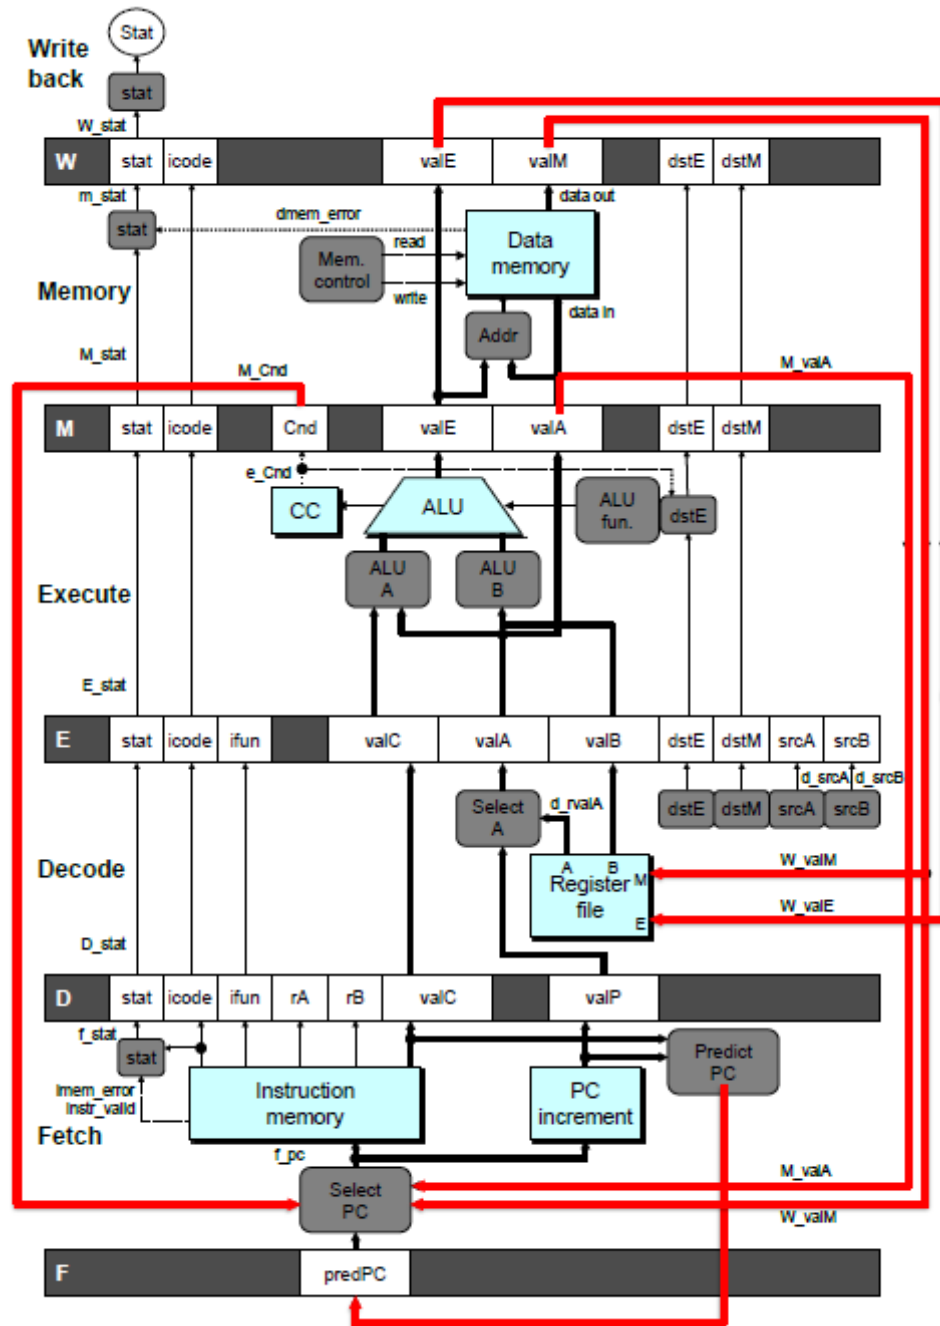 Stat
Write
back
stat
W_stat
W stat icode valE valM dstE dstM
m_stat
data out
dmem_error
stat
read
Mem.
control
Data
memory
write
Memory
data in
Addr
M_stat
M_Cnd
M_valA
M stat icode Cnd valE valA dstE dstM
e_Cnd
CC
ALU
ALU
fun.
dstE
ALU
A
ALU
B
Execute
E_stat
E stat icode ifun valC valA valB dstE dstM srcA srcB
d_srcA d_srcB
Select
A
d_rvalA
dstE dstM srcA srcB
Decode
A B
M
Register
file
E
W_valM
W_valE
D_stat
D stat icode ifun rA rB valC valP
f_stat
stat
Predict
PC
imem_error
instr_valid
Instruction
memory
PC
increment
Fetch
f_pc
M_valA
Select
PC
W_valM
F predPC